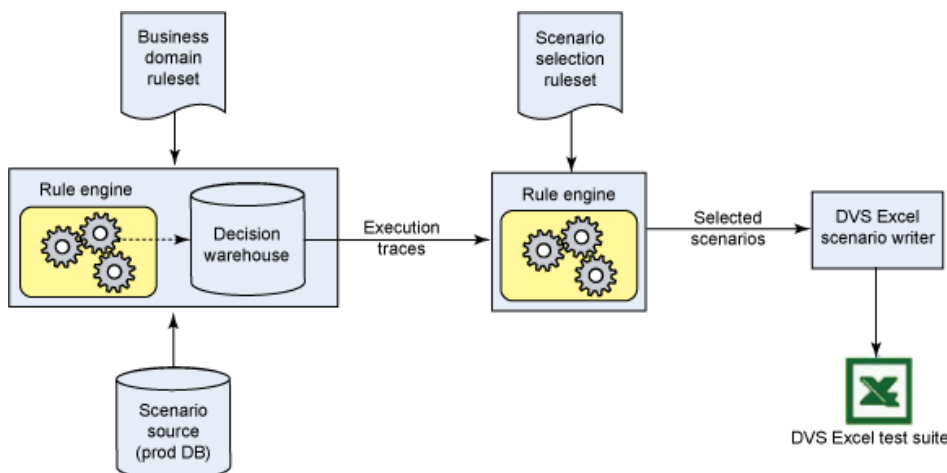 Business
domain
ruleset
Scenario
selection
ruleset
Rule engine
Decision
warehouse
Execution
traces
Rule engine
Selected
scenarios
DVS Excel
scenario writer
Scenario
source
(prod DB)
DVS Excel test suite